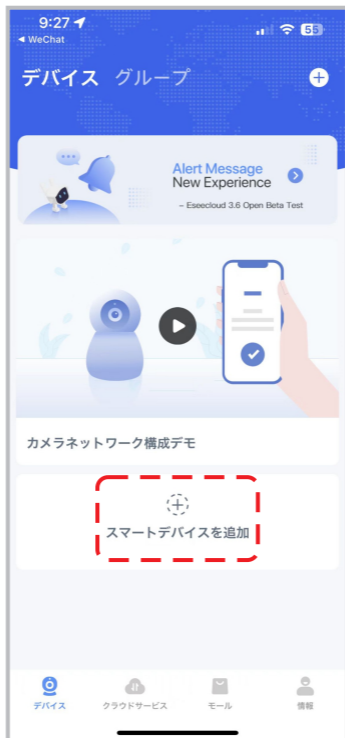 9:27
55
◀ WeChat
デバイス グループ
Alert Message
New Experience
– Eseecloud 3.6 Open Beta Test
カメラネットワーク構成デモ
スマートデバイスを追加
デバイス クラウドサービス モール 情報